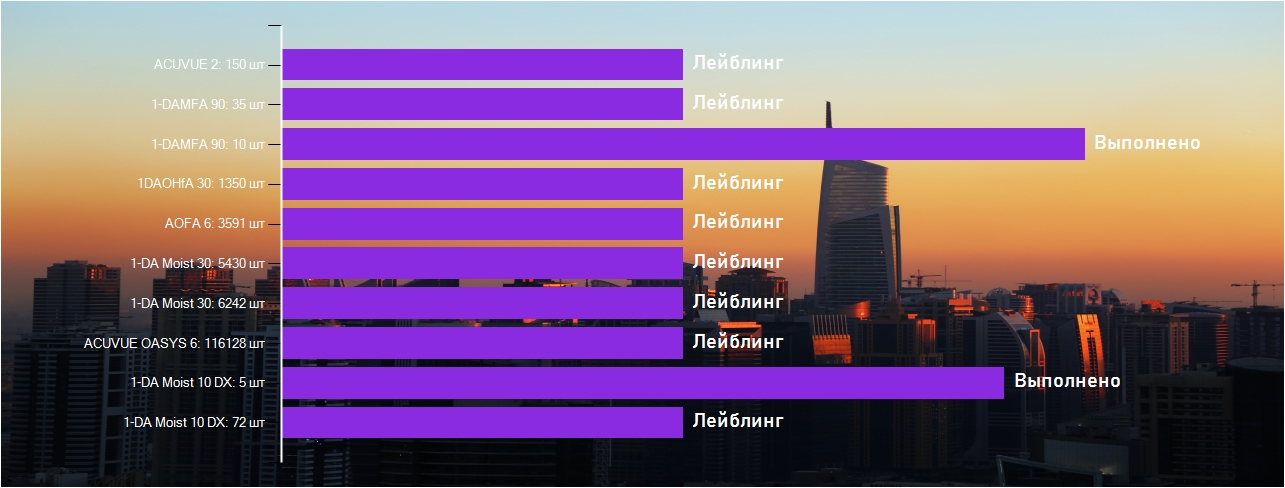 ACUVUE 2: 150 шт Лейблинг
1-DAMFA 90: 35 шт Лейблинг
1-DAMFA 90: 10 шт Выполнено
1DAOHfA 30: 1350 шт Лейблинг
AOFA 6: 3591 шт Лейблинг
1-DA Moist 30: 5430 шт Лейблинг
1-DA Moist 30: 6242 шт Лейблинг
ACUVUE OASYS 6: 116128 шт Лейблинг
1-DA Moist 10 DX: 5 шт Выполнено
1-DA Moist 10 DX: 72 шт Лейблинг